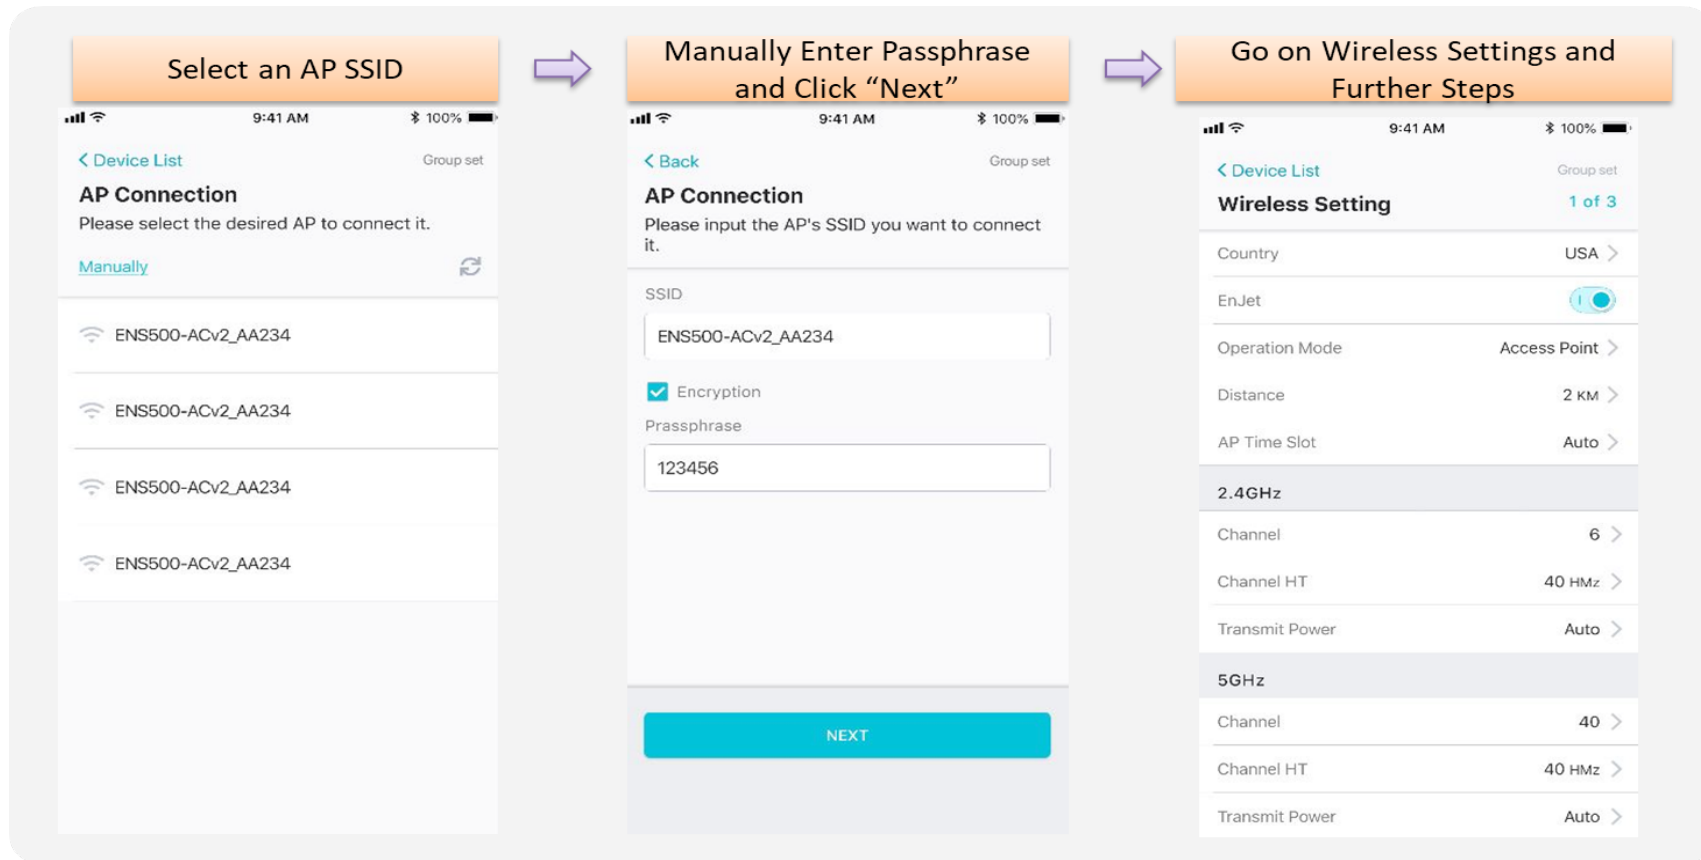 Select an AP SSID
9:41 AM
100%
Device List
Group set
AP Connection
Please select the desired AP to connect it.
Manually
ENS500-ACv2_AA234
ENS500-ACv2_AA234
ENS500-ACv2_AA234
ENS500-ACv2_AA234
Manually Enter Passphrase
and Click “Next”
9:41 AM
100%
Back
Group set
AP Connection
Please input the AP's SSID you want to connect
it.
SSID
ENS500-ACv2_AA234
Encryption
Prassphrase
123456
NEXT
Go on Wireless Settings and
Further Steps
9:41 AM
100%
Device List
Group set
Wireless Setting
1 of 3
Country
USA
EnJet
Operation Mode
Access Point
Distance
2 KM
AP Time Slot
Auto
2.4GHz
Channel
6
Channel HT
40 HMz
Transmit Power
Auto
5GHz
Channel
40
Channel HT
40 HMz
Transmit Power
Auto